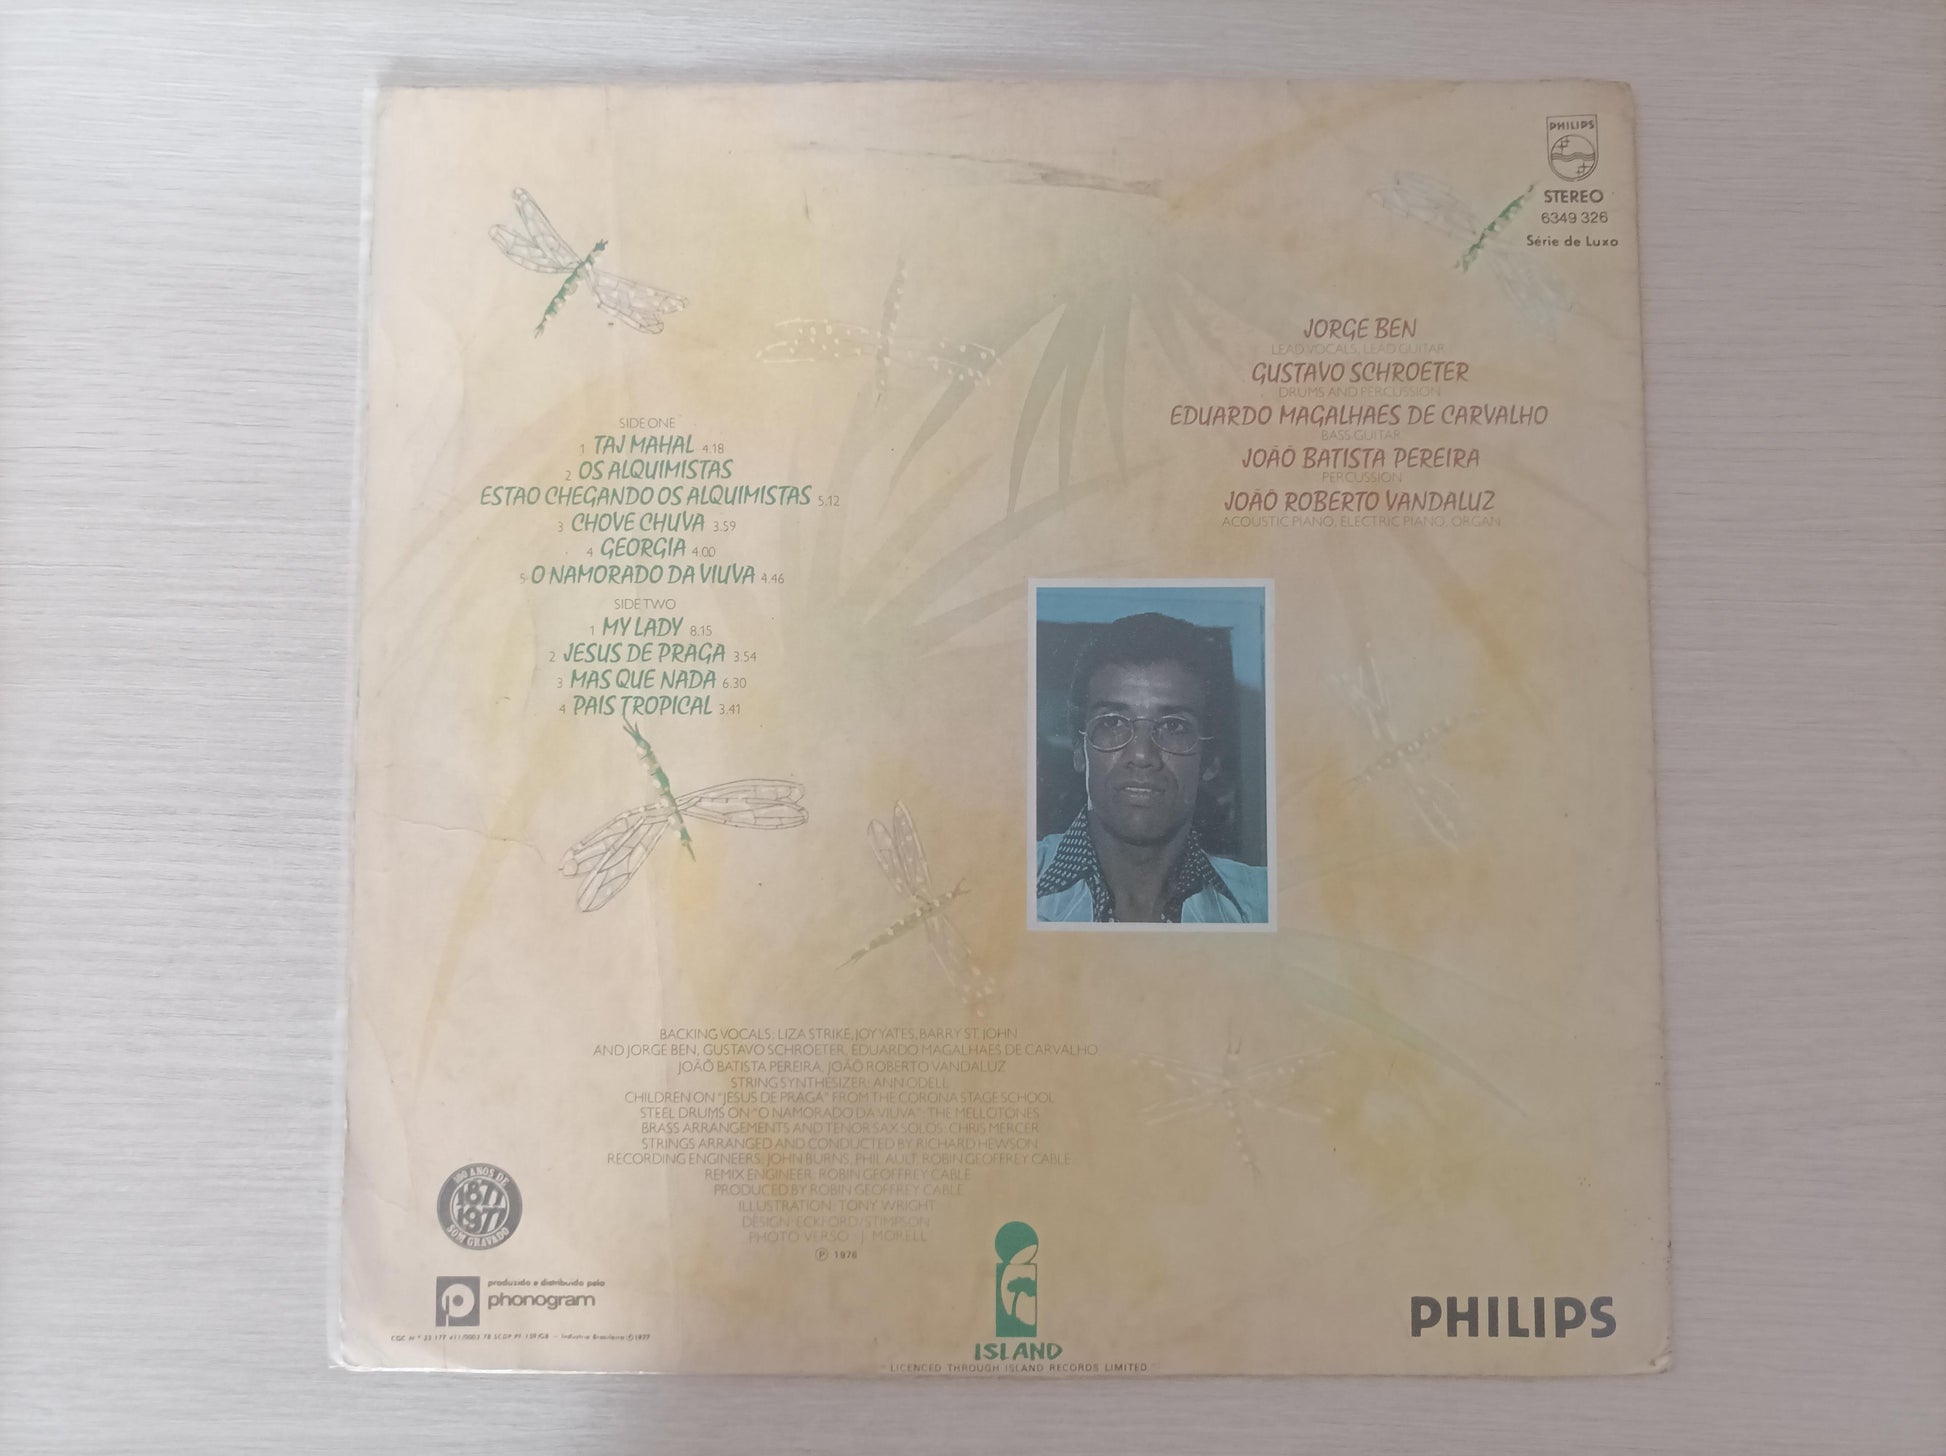 PHILIPS
STEREO
6349 326
Série de Luxo
SIDE ONE
1 TAJ MAHAL 4.18
2 OS ALQUIMISTAS
ESTAO CHEGANDO OS ALQUIMISTAS 5.12
3 CHOVE CHUVA 3.59
4 GEORGIA 4.00
5 O NAMORADO DA VIUVA 4.46
SIDE TWO
1 MY LADY 8.15
2 JESUS DE PRAGA 3.54
3 MAS QUE NADA 6.30
4 PAIS TROPICAL 3.41
JORGE BEN
LEAD VOCALS, LEAD GUITAR
GUSTAVO SCHROETER
DRUMS AND PERCUSSION
EDUARDO MAGALHAES DE CARVALHO
BASS GUITAR
JOÃO BATISTA PEREIRA
PERCUSSION
JOÃO ROBERTO VANDALUZ
ACOUSTIC PIANO, ELECTRIC PIANO, ORGAN
BACKING VOCALS: LIZA STRIKE, JOY YATES, BARRY ST. JOHN
AND JORGE BEN, GUSTAVO SCHROETER, EDUARDO MAGALHAES DE CARVALHO
JOÃO BATISTA PEREIRA, JOÃO ROBERTO VANDALUZ
STRING SYNTHESIZER: ANN ODELL
CHILDREN ON "JESUS DE PRAGA" FROM THE CORONA STAGE SCHOOL
STEEL DRUMS ON "O NAMORADO DA VIUVA": THE MELLOTONES
BRASS ARRANGEMENTS AND TENOR SAX SOLOS: CHRIS MERCER
STRINGS ARRANGED AND CONDUCTED BY RICHARD HEWSON
RECORDING ENGINEERS: JOHN BURNS, PHIL AULT, ROBIN GEOFFREY CABLE
REMIX ENGINEER: ROBIN GEOFFREY CABLE
PRODUCED BY ROBIN GEOFFREY CABLE
ILLUSTRATION: TONY WRIGHT
DESIGN: ECKFORD/STIMPSON
PHOTO VERSO: J. MORELL
℗ 1976
100 ANOS DE
1877
1977
SOM GRAVADO
produzido e distribuido pelo
phonogram
Industria Brasileira 1977
ISLAND
LICENCED THROUGH ISLAND RECORDS LIMITED
PHILIPS